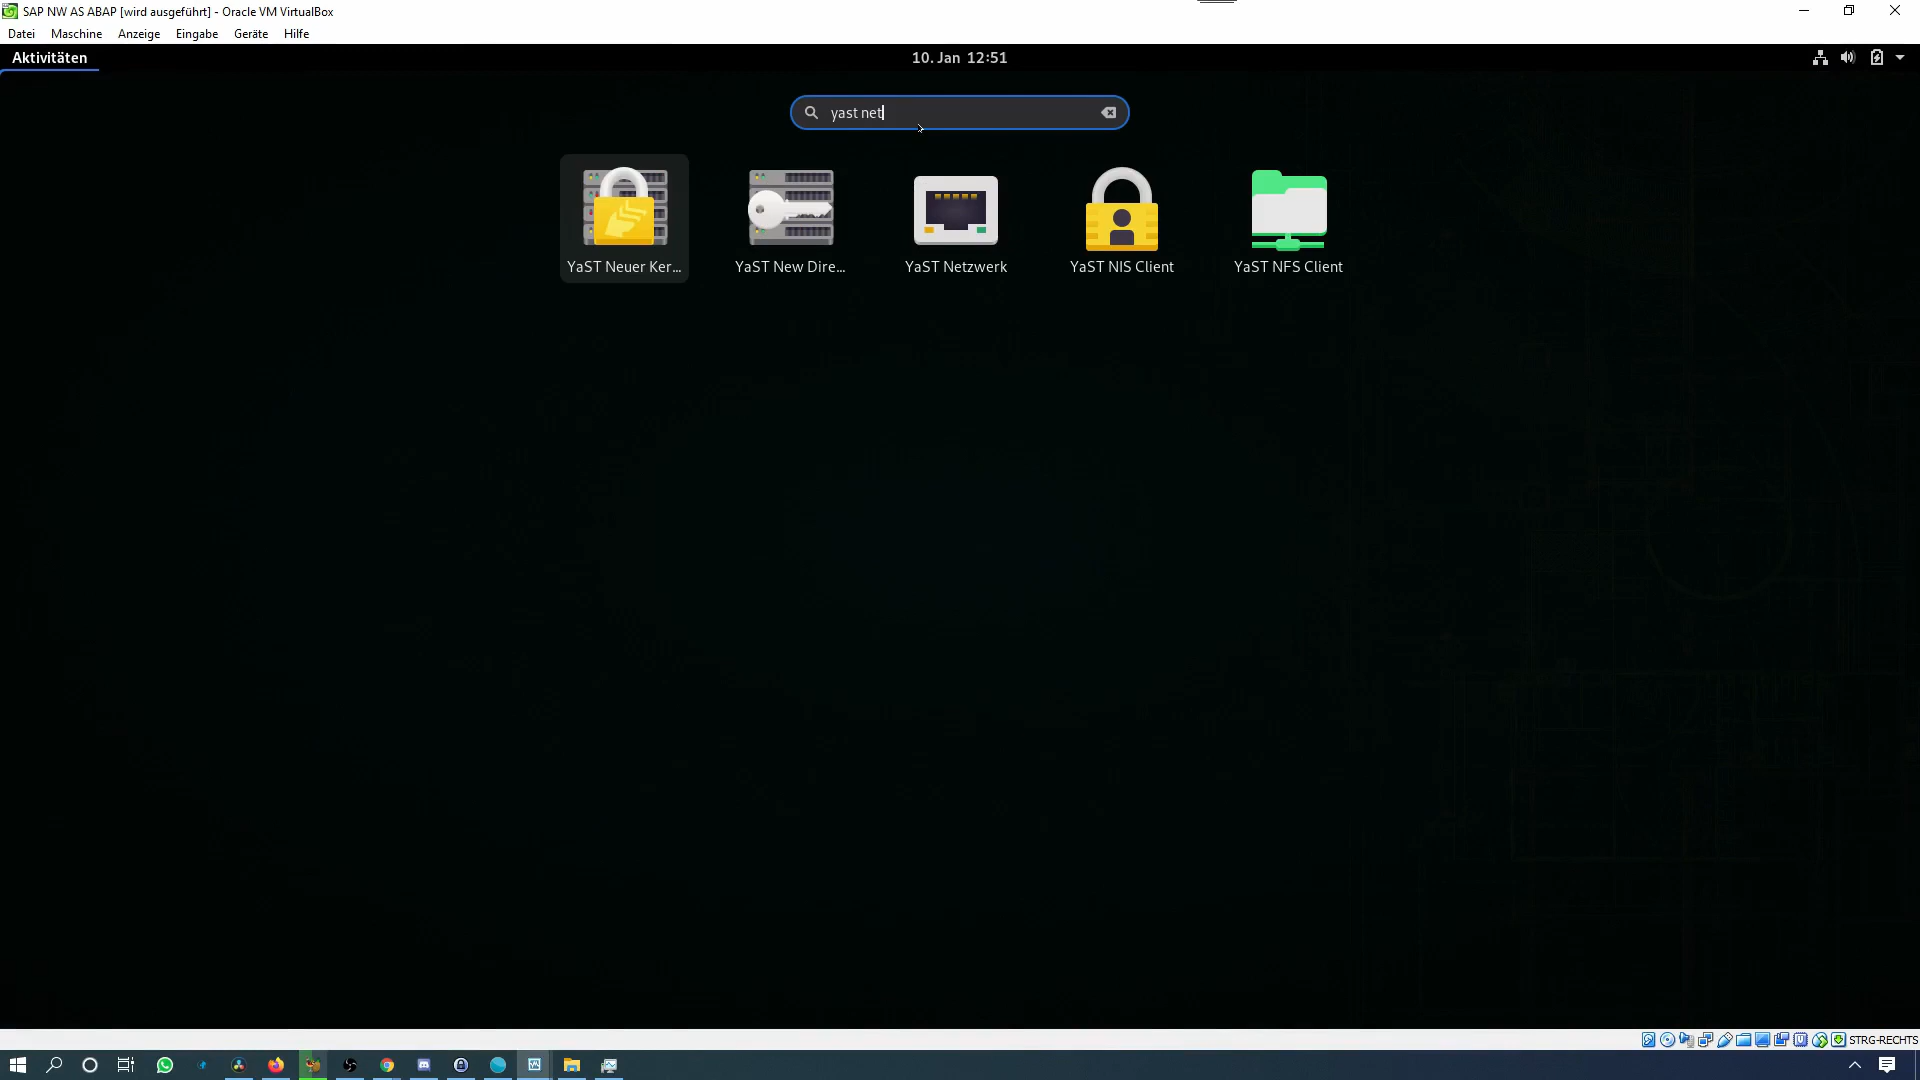 SAP NW AS ABAP [wird ausgeführt] - Oracle VM VirtualBox
Datei Maschine Anzeige Eingabe Geräte Hilfe
Aktivitäten 10. Jan 12:51
yast net
YaST Neuer Ker... YaST New Dire... YaST Netzwerk YaST NIS Client YaST NFS Client
STRG-RECHTS